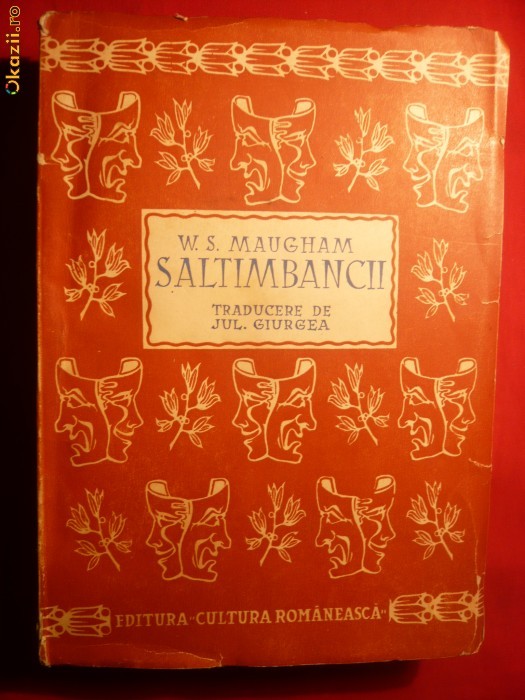 Okazii.ro
W. S. MAUGHAM
SALTIMBANCII
TRADUCERE DE
JUL. GIURGEA
EDITURA „CULTURA ROMÂNEASCĂ"